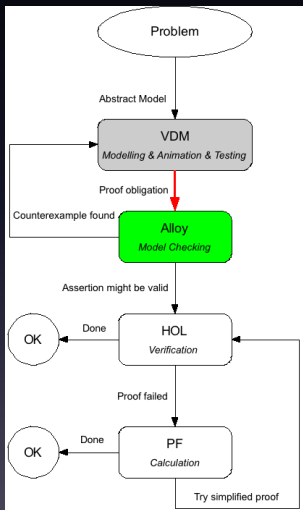 Problem
Abstract Model
VDM
Modelling & Animation & Testing
Proof obligation
Counterexample found
Alloy
Model Checking
Assertion might be valid
OK
Done
HOL
Verification
Proof failed
OK
Done
PF
Calculation
Try simplified proof